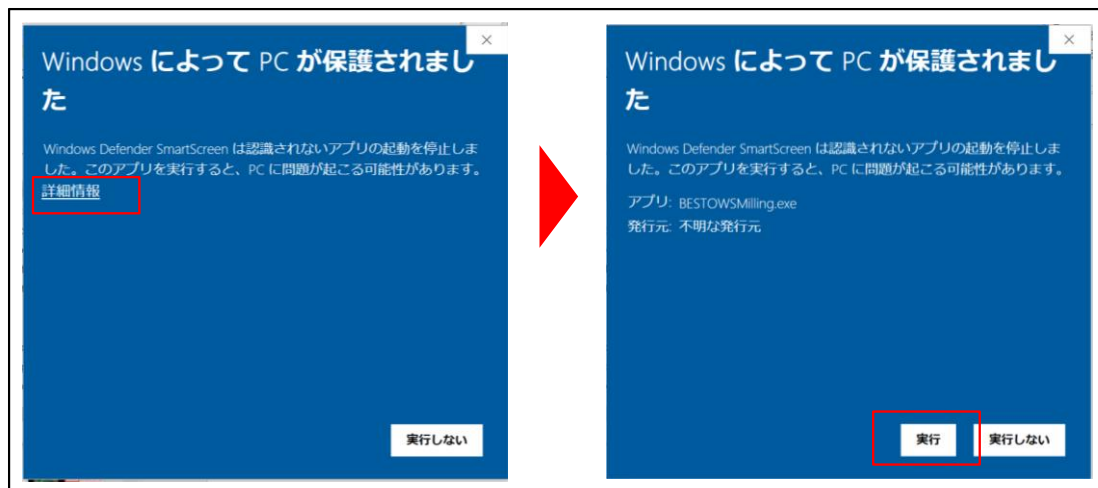 Windows によって PC が保護されまし
た
Windows Defender SmartScreen は認識されないアプリの起動を停止しま
した。このアプリを実行すると、PC に問題が起こる可能性があります。
詳細情報
実行しない
Windows によって PC が保護されまし
た
Windows Defender SmartScreen は認識されないアプリの起動を停止しま
した。このアプリを実行すると、PC に問題が起こる可能性があります。
アプリ: BESTOWSMilling.exe
発行元: 不明な発行元
実行 実行しない